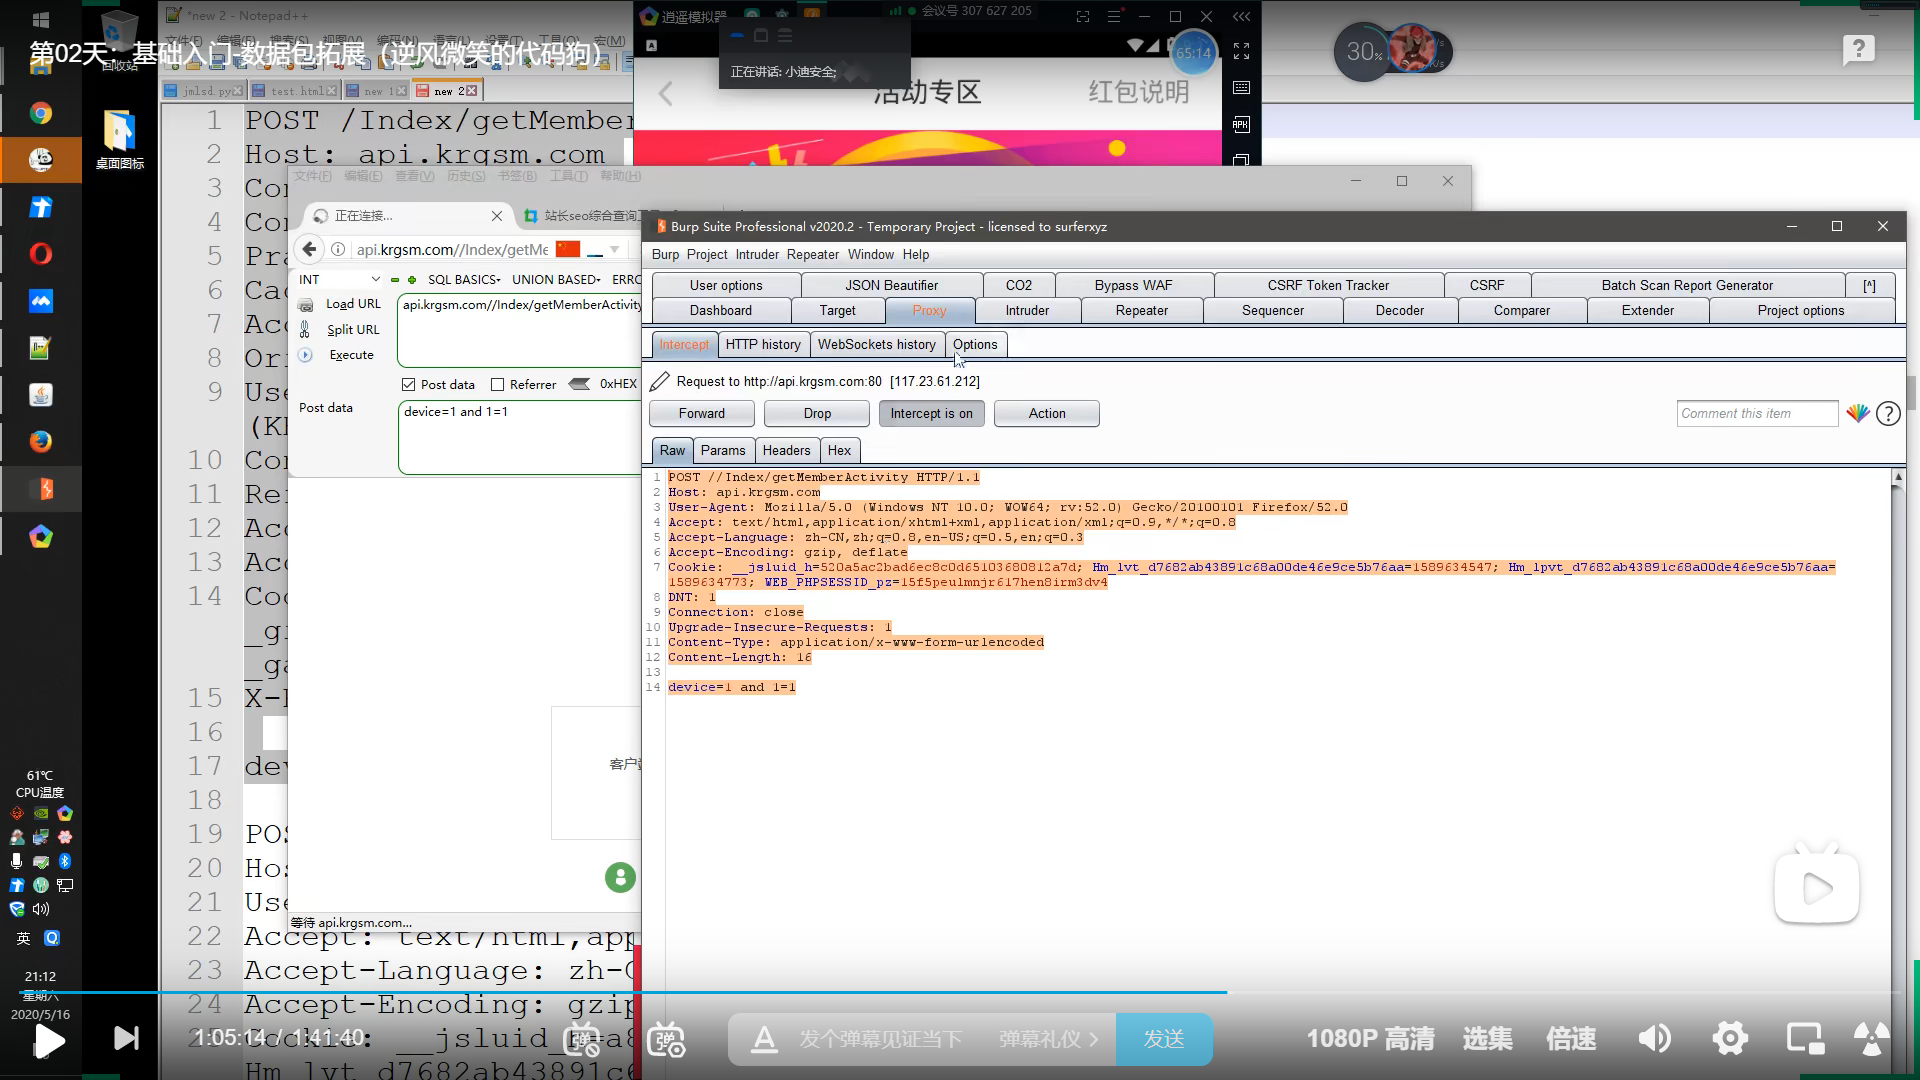 *new 2 - Notepad++
逍遥模拟器
会议号 307 627 205
第02天：基础入门-数据包拓展（逆风微笑的代码狗）
回收站
文件(F) 编辑(E) 搜索(S) 视图(V) 编码(N) 语言(L) 设置(T) 工具(O) 宏(M)
正在讲话: 小迪安全;
65:14
30%
活动专区
红包说明
jmlsd.py
test.html
new 1
new 2
桌面图标
1 POST /Index/getMember
2 Host: api.krgsm.com
3 Co
4 Co
5 Pra
6 Ca
7 Ac
8 Or
9 Use
(K
10 Co
11 Re
12 Ac
13 Ac
14 Co
_g
_ga
15 X-
16
17 de
18
19 PO
20 Ho
21 Use
22 Accept: text/html,app
23 Accept-Language: zh-
24 Accept-Encoding: gzip
25 Cookie: __jsluid_h=a8
Hm_lvt_d7682ab43891c6
文件(F) 编辑(E) 查看(V) 历史(S) 书签(B) 工具(T) 帮助(H)
正在连接...
站长seo综合查询
api.krgsm.com//Index/getMe
INT
SQL BASICS
UNION BASED
ERRO
Load URL
api.krgsm.com//Index/getMemberActivity
Split URL
Execute
Post data
Referrer
0xHEX
Post data
device=1 and 1=1
客户
等待 api.krgsm.com...
Burp Suite Professional v2020.2 - Temporary Project - licensed to surferxyz
Burp Project Intruder Repeater Window Help
User options
JSON Beautifier
CO2
Bypass WAF
CSRF Token Tracker
CSRF
Batch Scan Report Generator
[^]
Dashboard
Target
Proxy
Intruder
Repeater
Sequencer
Decoder
Comparer
Extender
Project options
Intercept
HTTP history
WebSockets history
Options
Request to http://api.krgsm.com:80 [117.23.61.212]
Forward
Drop
Intercept is on
Action
Comment this item
Raw
Params
Headers
Hex
1 POST //Index/getMemberActivity HTTP/1.1
2 Host: api.krgsm.com
3 User-Agent: Mozilla/5.0 (Windows NT 10.0; WOW64; rv:52.0) Gecko/20100101 Firefox/52.0
4 Accept: text/html,application/xhtml+xml,application/xml;q=0.9,*/*;q=0.8
5 Accept-Language: zh-CN,zh;q=0.8,en-US;q=0.5,en;q=0.3
6 Accept-Encoding: gzip, deflate
7 Cookie: __jsluid_h=520a5ac2bad6ec8c0d65103680812a7d; Hm_lvt_d7682ab43891c68a00de46e9ce5b76aa=1589634547; Hm_lpvt_d7682ab43891c68a00de46e9ce5b76aa=
1589634773; WEB_PHPSESSID_pz=15f5peulmnjr617hen8irm3dv4
8 DNT: 1
9 Connection: close
10 Upgrade-Insecure-Requests: 1
11 Content-Type: application/x-www-form-urlencoded
12 Content-Length: 16
13
14 device=1 and 1=1
61℃
CPU温度
英
21:12
星期六
2020/5/16
1:05:14 / 1:41:40
弹
弹
发个弹幕见证当下
弹幕礼仪 >
发送
1080P 高清
选集
倍速